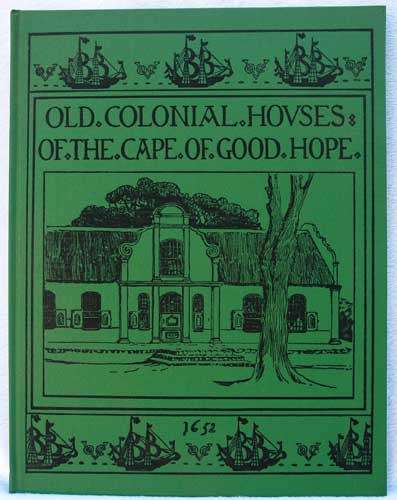 OLD.COLONIAL.HOVSES:
OF.THE.CAPE.OF.GOOD.HOPE.
1652